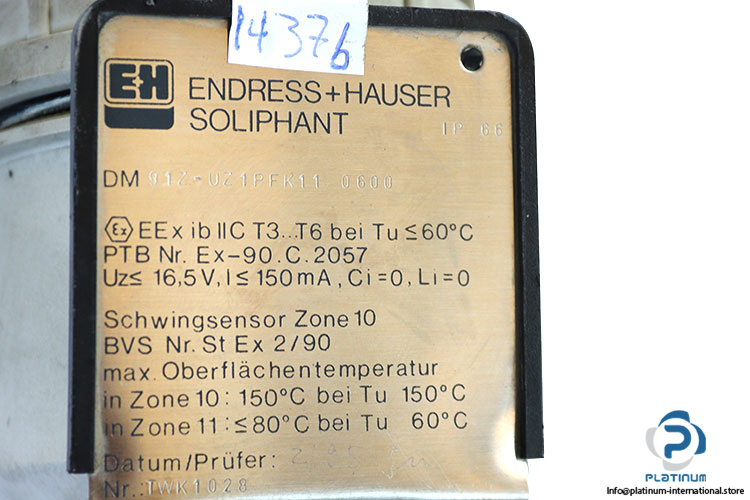 14376
E+H
ENDRESS+HAUSER
SOLIPHANT
IP 66
DM 91Z-UZ1PFK11 0600
Ex EEx ib IIC T3...T6 bei Tu ≤ 60°C
PTB Nr. Ex-90.C.2057
Uz≤ 16,5V, I ≤ 150mA, Ci=0, Li=0
Schwingsensor Zone 10
BVS Nr. St Ex 2/90
max. Oberflächentemperatur
in Zone 10: 150°C bei Tu 150°C
in Zone 11: ≤80°C bei Tu 60°C
Datum/Prüfer:
Nr.: TWK1028
PLATINUM
Info@platinum-international.store